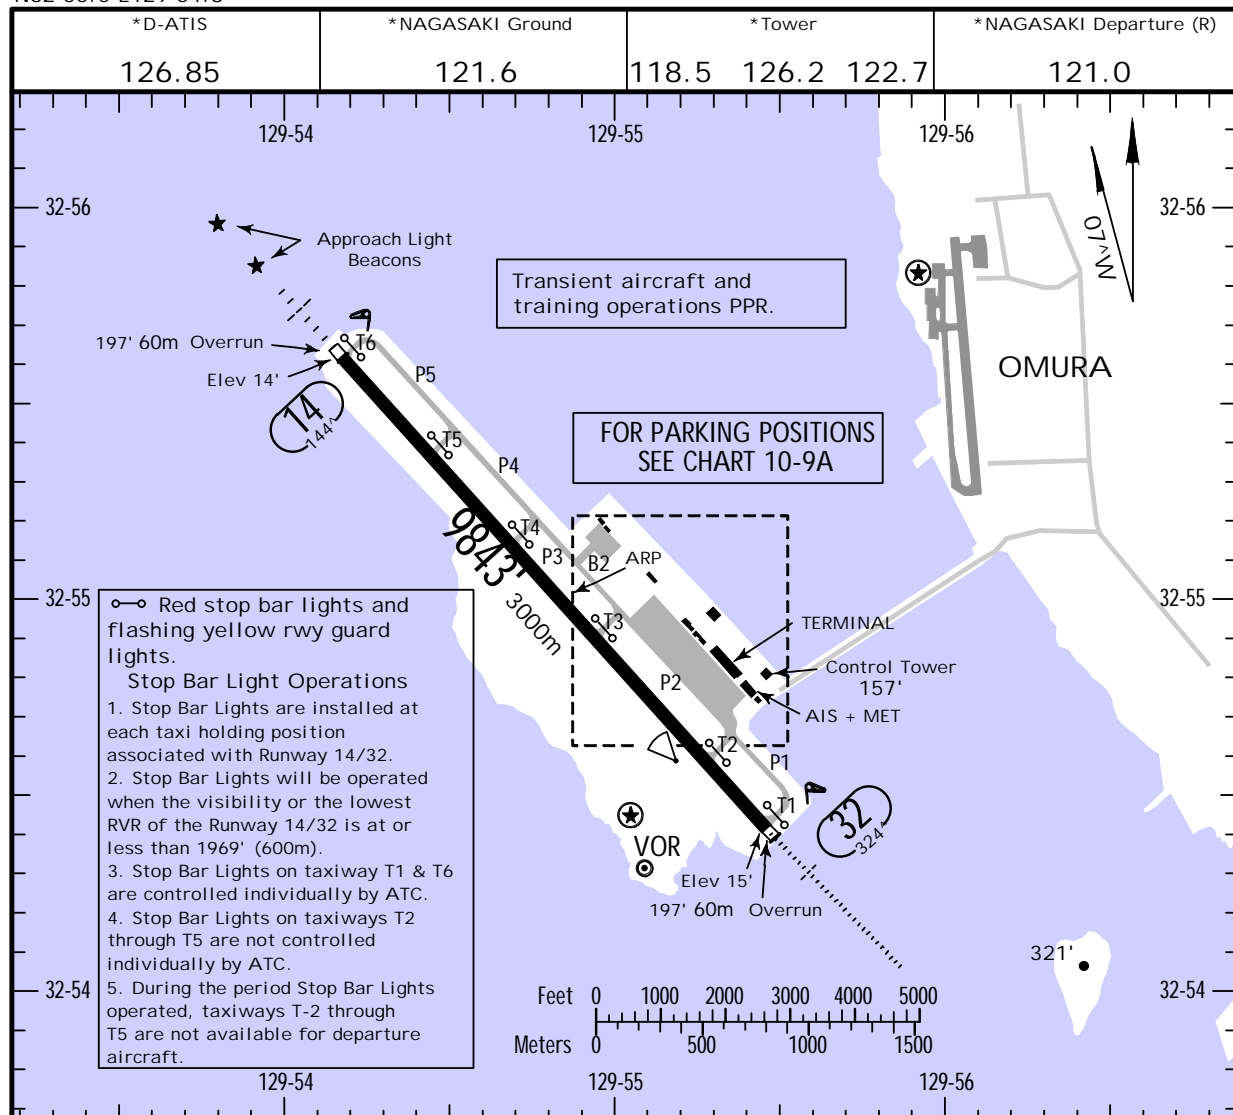 *D-ATIS
*NAGASAKI Ground
*Tower
*NAGASAKI Departure (R)
126.85
121.6
118.5 126.2 122.7
121.0
129-54
129-55
129-56
32-56
32-56
Approach Light
Beacons
Transient aircraft and
training operations PPR.
07^W
197' 60m Overrun
T6
Elev 14'
P5
14
144^
OMURA
FOR PARKING POSITIONS
SEE CHART 10-9A
T5
P4
T4
9843'
P3
B2
ARP
3000m
32-55
32-55
T3
TERMINAL
Control Tower
157'
P2
AIS + MET
T2
P1
T1
32
324^
VOR
Elev 15'
197' 60m Overrun
Red stop bar lights and
flashing yellow rwy guard
lights.
Stop Bar Light Operations
1. Stop Bar Lights are installed at
each taxi holding position
associated with Runway 14/32.
2. Stop Bar Lights will be operated
when the visibility or the lowest
RVR of the Runway 14/32 is at or
less than 1969' (600m).
3. Stop Bar Lights on taxiway T1 & T6
are controlled individually by ATC.
4. Stop Bar Lights on taxiways T2
through T5 are not controlled
individually by ATC.
5. During the period Stop Bar Lights
operated, taxiways T-2 through
T5 are not available for departure
aircraft.
321'
32-54
32-54
Feet 0 1000 2000 3000 4000 5000
Meters 0 500 1000 1500
129-54
129-55
129-56